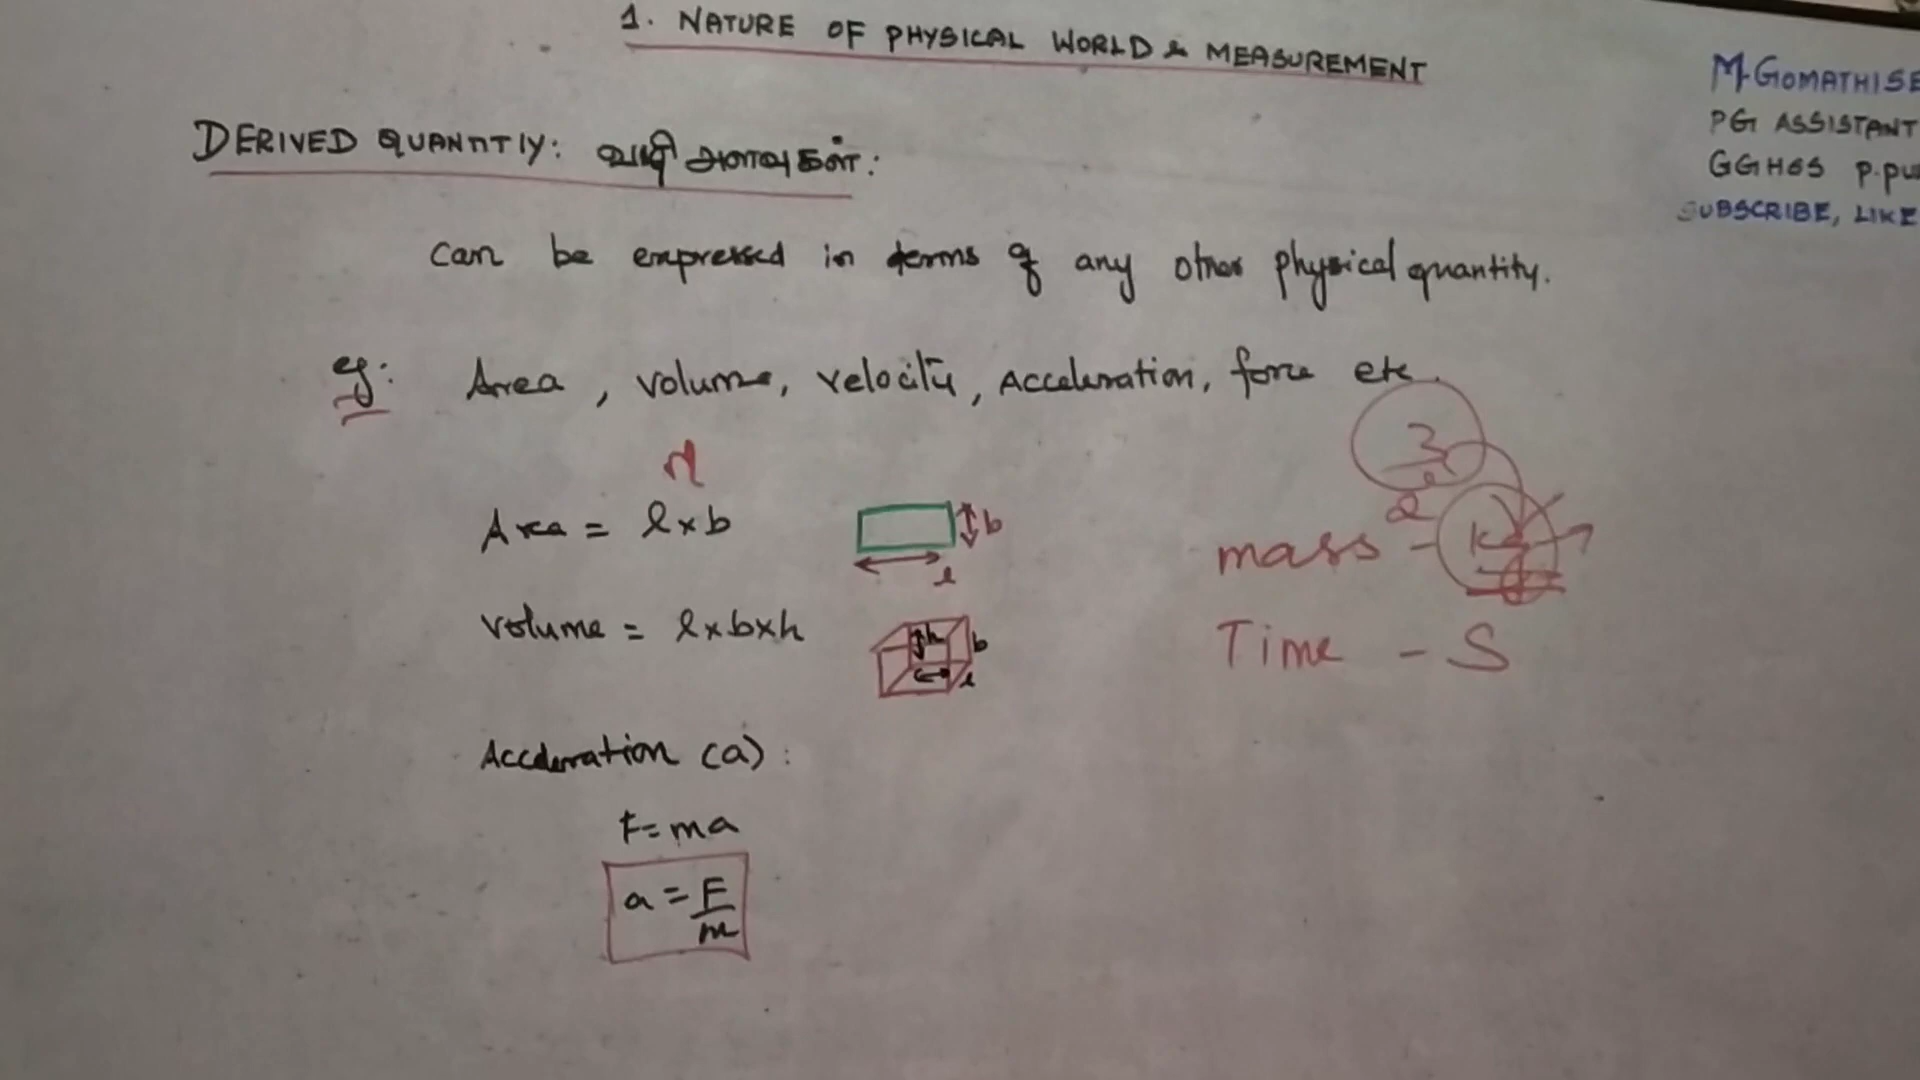 1. NATURE OF PHYSICAL WORLD & MEASUREMENT
M.GOMATHISE
PG ASSISTANT
GGHSS P.PU
SUBSCRIBE, LIKE
DERIVED QUANTTIY: வழி அளவுகள்:
can be expressed in terms of any other physical quantity.
eg: Area, volume, velocity, Acceleration, force etc.
Area = l×b
b
l
mass - kg
volume = l×b×h
h
b
l
Time - S
Acceleration (a):
F=ma
a = F/m